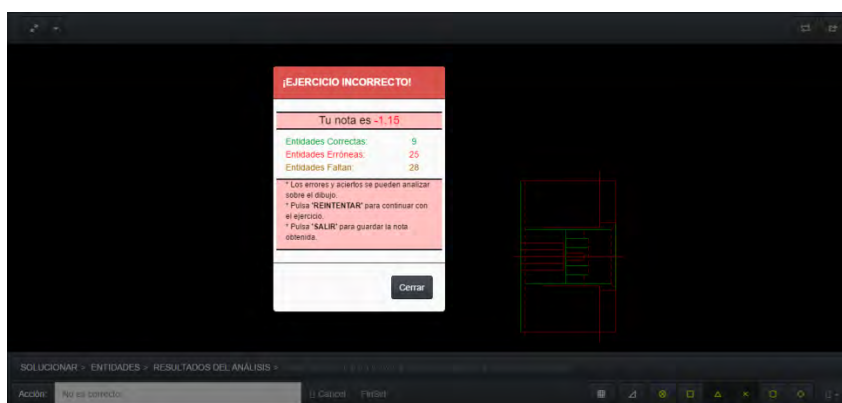 ¡EJERCICIO INCORRECTO!
Tu nota es -1.15
Entidades Correctas: 9
Entidades Erróneas: 25
Entidades Faltan: 28
* Los errores y aciertos se pueden analizar
sobre el dibujo.
* Pulsa "REINTENTAR" para continuar con
el ejercicio.
* Pulsa "SALIR" para guardar la nota
obtenida.
Cerrar
SOLUCIONAR > ENTIDADES > RESULTADOS DEL ANÁLISIS >
Acción: No es correcto. Cancel